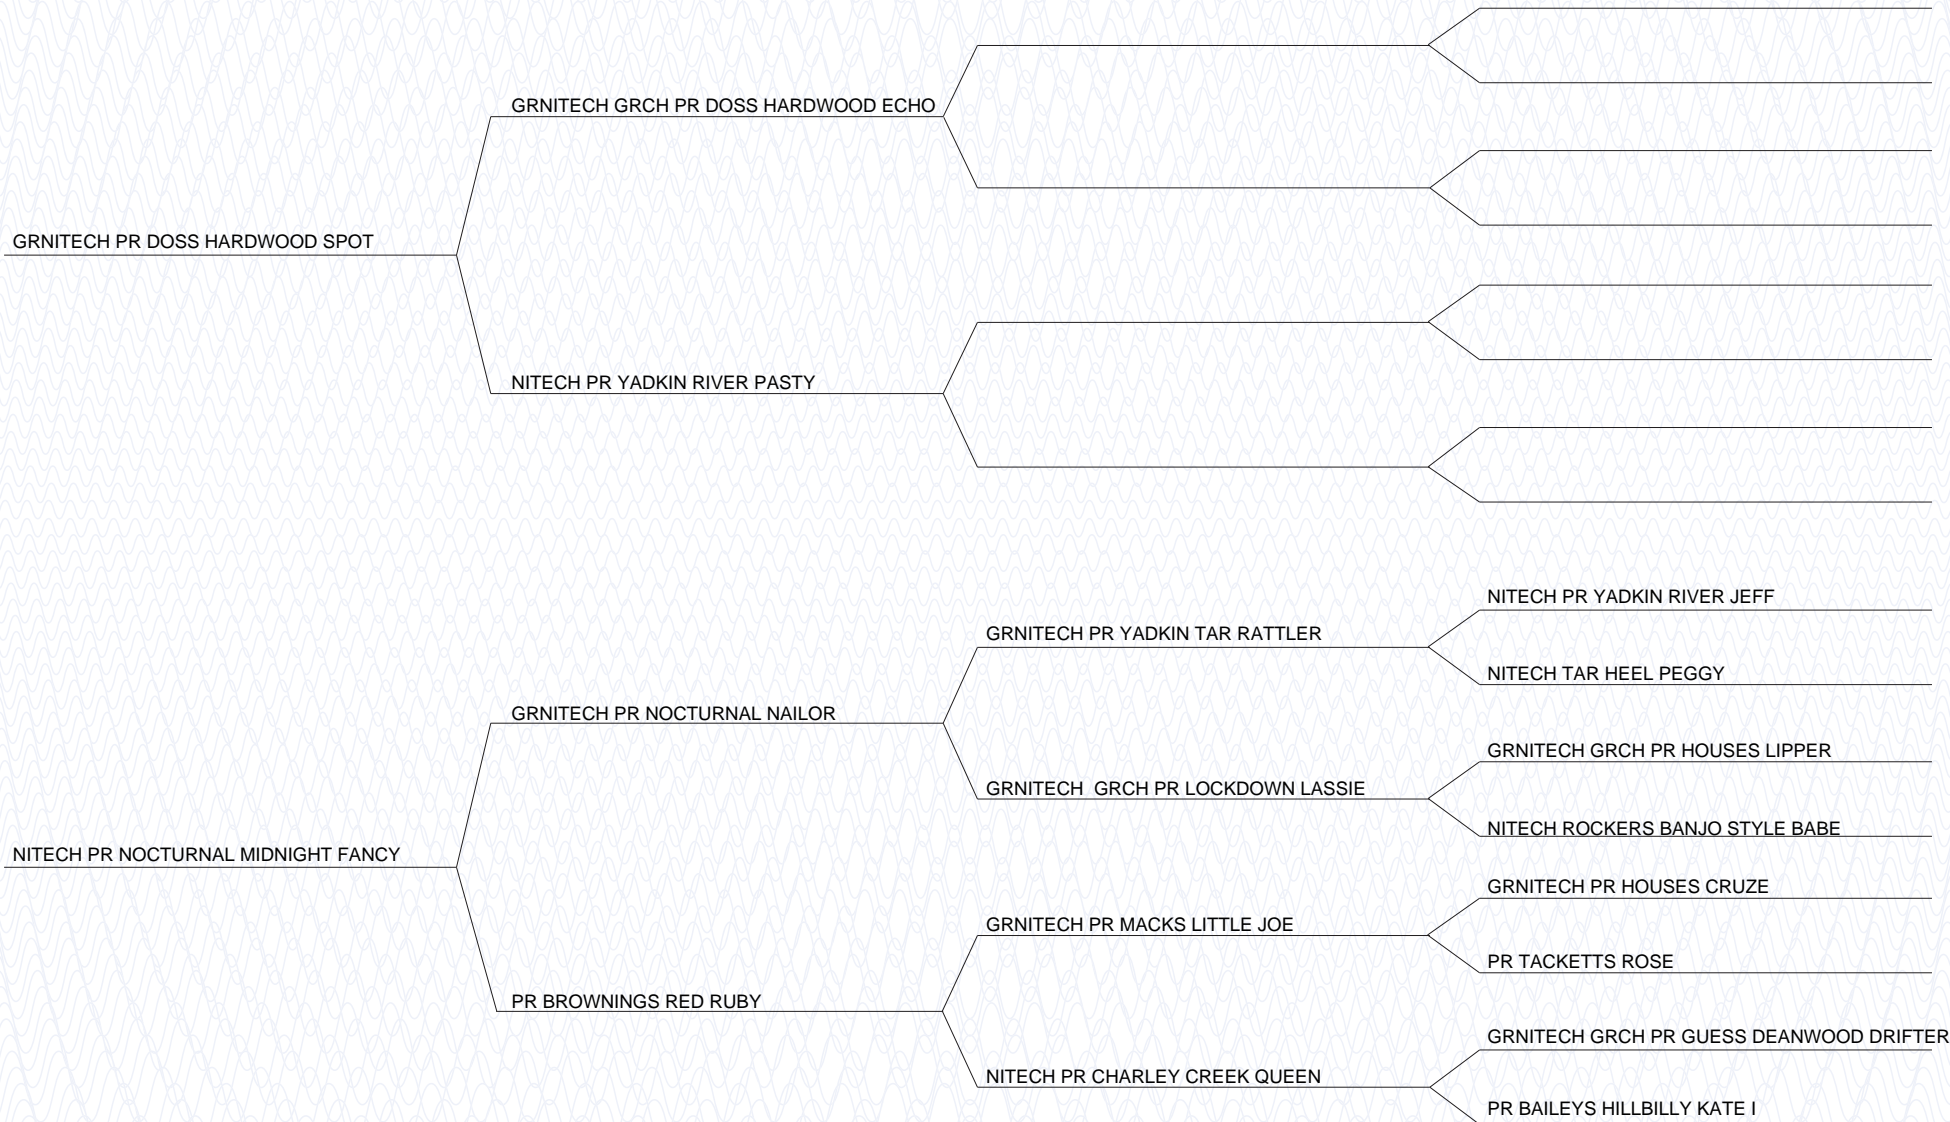 GRNITECH GRCH PR DOSS HARDWOOD ECHO
GRNITECH PR DOSS HARDWOOD SPOT
NITECH PR YADKIN RIVER PASTY
NITECH PR YADKIN RIVER JEFF
GRNITECH PR YADKIN TAR RATTLER
NITECH TAR HEEL PEGGY
GRNITECH PR NOCTURNAL NAILOR
GRNITECH GRCH PR HOUSES LIPPER
GRNITECH  GRCH PR LOCKDOWN LASSIE
NITECH ROCKERS BANJO STYLE BABE
NITECH PR NOCTURNAL MIDNIGHT FANCY
GRNITECH PR HOUSES CRUZE
GRNITECH PR MACKS LITTLE JOE
PR TACKETTS ROSE
PR BROWNINGS RED RUBY
GRNITECH GRCH PR GUESS DEANWOOD DRIFTER
NITECH PR CHARLEY CREEK QUEEN
PR BAILEYS HILLBILLY KATE I